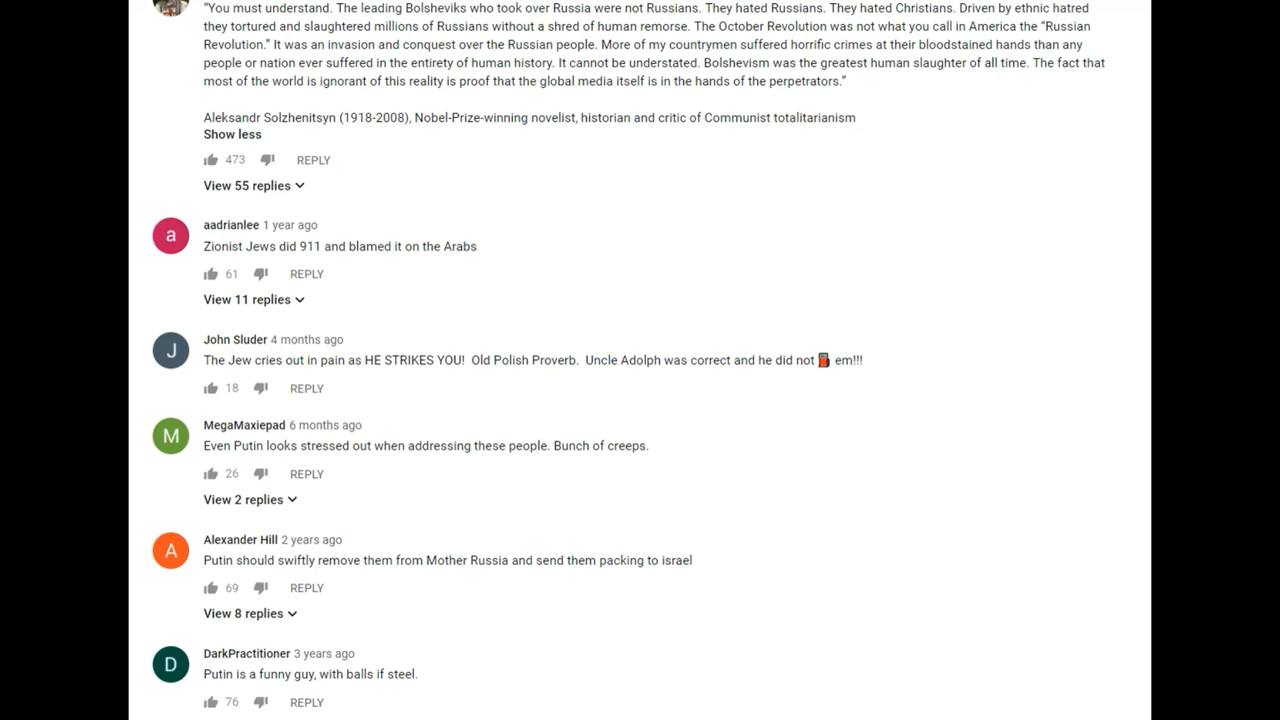 “You must understand. The leading Bolsheviks who took over Russia were not Russians. They hated Russians. They hated Christians. Driven by ethnic hatred
they tortured and slaughtered millions of Russians without a shred of human remorse. The October Revolution was not what you call in America the “Russian
Revolution.” It was an invasion and conquest over the Russian people. More of my countrymen suffered horrific crimes at their bloodstained hands than any
people or nation ever suffered in the entirety of human history. It cannot be understated. Bolshevism was the greatest human slaughter of all time. The fact that
most of the world is ignorant of this reality is proof that the global media itself is in the hands of the perpetrators.”
Aleksandr Solzhenitsyn (1918-2008), Nobel-Prize-winning novelist, historian and critic of Communist totalitarianism
Show less
473 REPLY
View 55 replies
a
aadrianlee 1 year ago
Zionist Jews did 911 and blamed it on the Arabs
61 REPLY
View 11 replies
J
John Sluder 4 months ago
The Jew cries out in pain as HE STRIKES YOU!  Old Polish Proverb.  Uncle Adolph was correct and he did not ⛽ em!!!
18 REPLY
M
MegaMaxiepad 6 months ago
Even Putin looks stressed out when addressing these people. Bunch of creeps.
26 REPLY
View 2 replies
A
Alexander Hill 2 years ago
Putin should swiftly remove them from Mother Russia and send them packing to israel
69 REPLY
View 8 replies
D
DarkPractitioner 3 years ago
Putin is a funny guy, with balls if steel.
76 REPLY